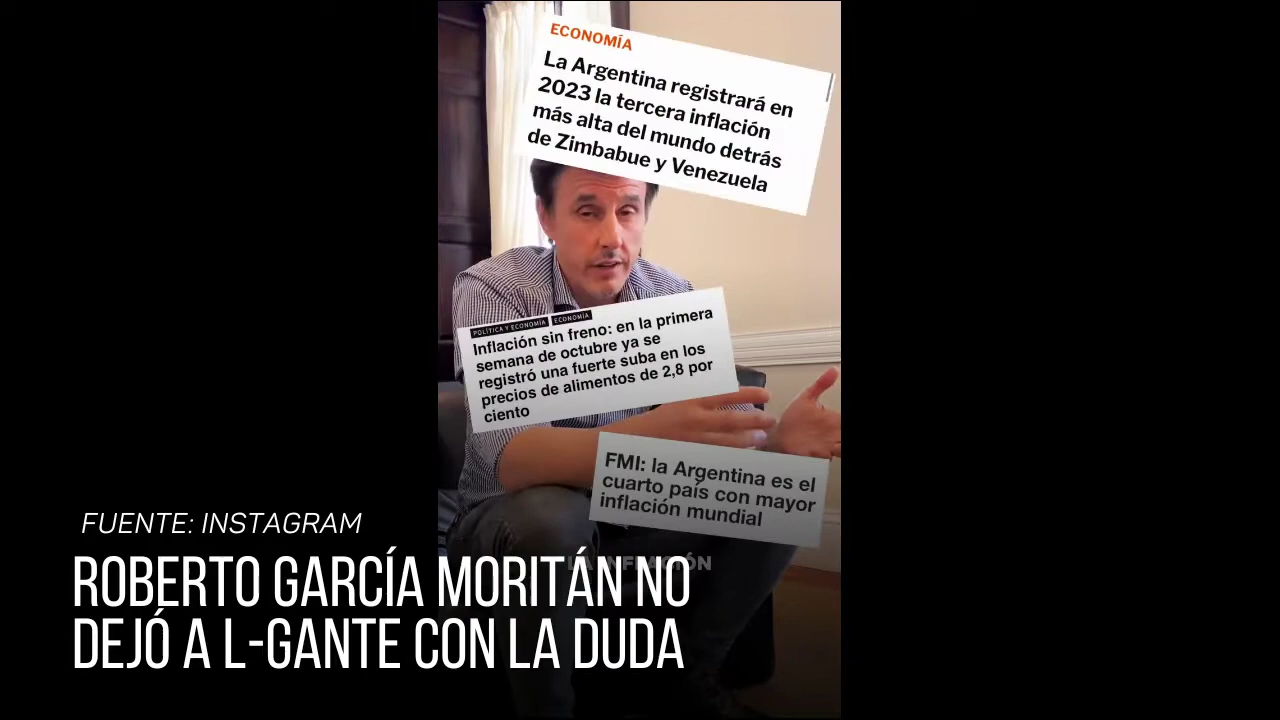 ECONOMÍA
La Argentina registrará en
2023 la tercera inflación
más alta del mundo detrás
de Zimbabue y Venezuela
POLÍTICA Y ECONOMÍA ECONOMÍA
Inflación sin freno: en la primera
semana de octubre ya se
registró una fuerte suba en los
precios de alimentos de 2,8 por
ciento
FMI: la Argentina es el
cuarto país con mayor
inflación mundial
FUENTE: INSTAGRAM
LA INFLACIÓN
ROBERTO GARCÍA MORITÁN NO
DEJÓ A L-GANTE CON LA DUDA